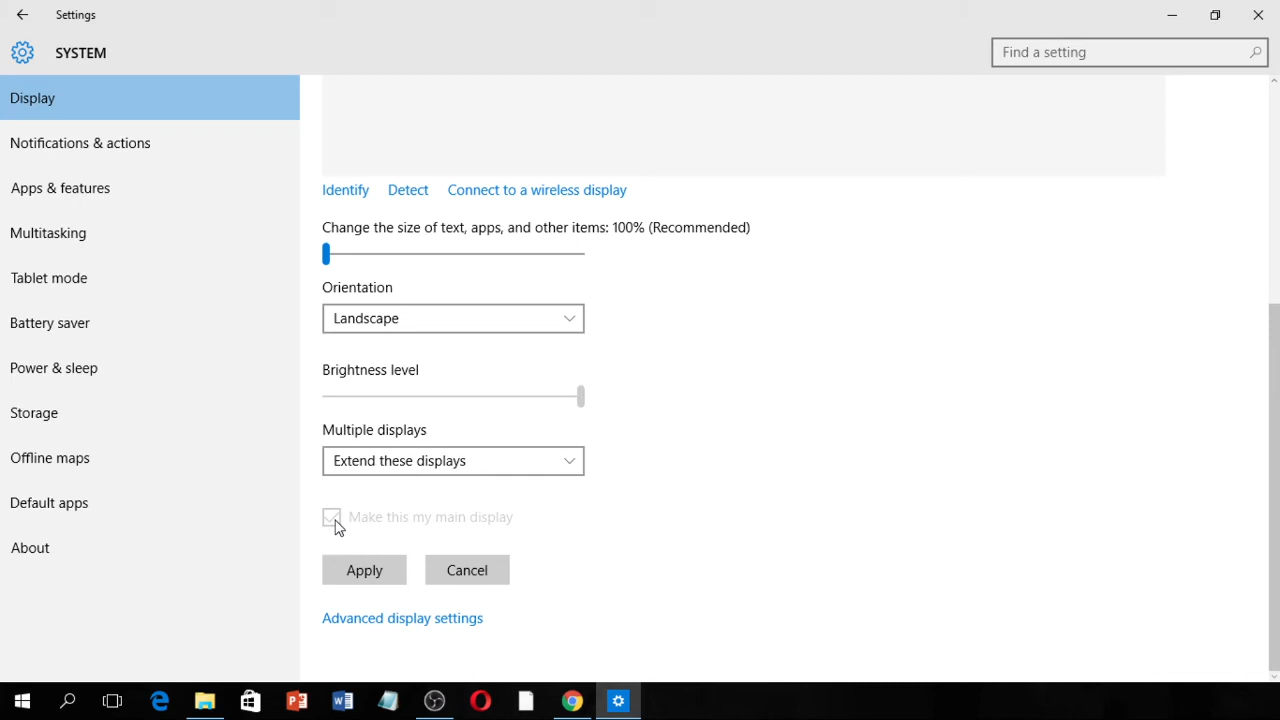 Settings
SYSTEM
Find a setting
Display
Notifications & actions
Apps & features
Multitasking
Tablet mode
Battery saver
Power & sleep
Storage
Offline maps
Default apps
About
Identify Detect Connect to a wireless display
Change the size of text, apps, and other items: 100% (Recommended)
Orientation
Landscape
Brightness level
Multiple displays
Extend these displays
Make this my main display
Apply Cancel
Advanced display settings